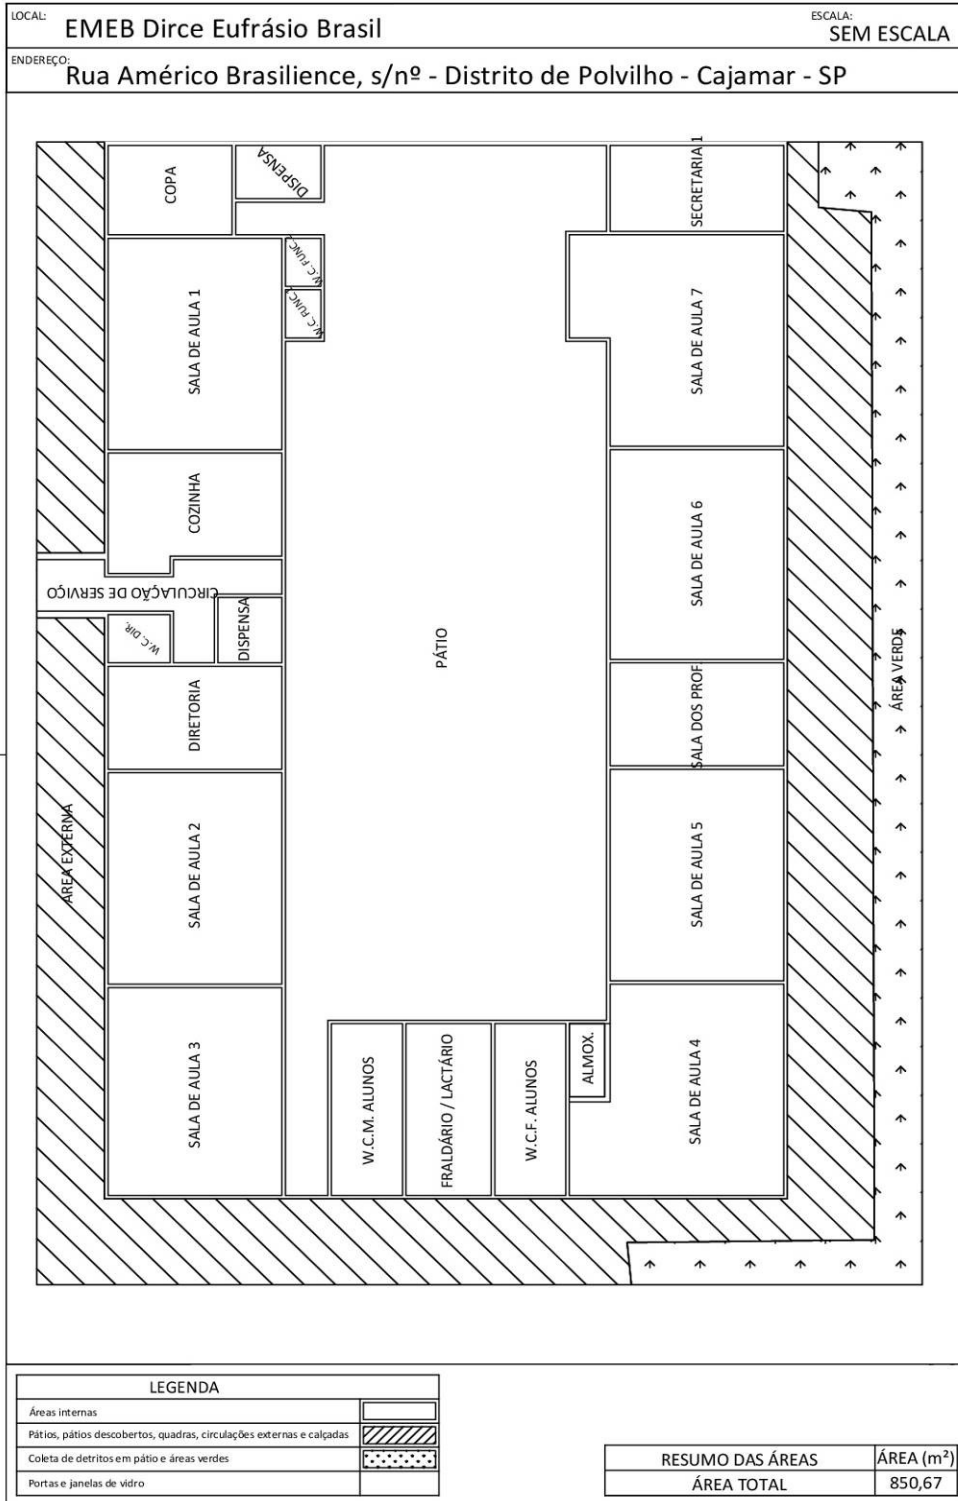 LOCAL: EMEB Dirce Eufrásio Brasil
ESCALA: SEM ESCALA
ENDEREÇO: Rua Américo Brasilience, s/nº - Distrito de Polvilho - Cajamar - SP
COPA
DISPENSA
SECRETARIA 1
W.C. FUNC.
W.C. FUNC.
SALA DE AULA 1
SALA DE AULA 7
COZINHA
SALA DE AULA 6
CIRCULAÇÃO DE SERVIÇO
W.C. DIR.
DISPENSA
PÁTIO
ÁREA VERDE
DIRETORIA
SALA DOS PROF.
ÁREA EXTERNA
SALA DE AULA 2
SALA DE AULA 5
SALA DE AULA 3
W.C.M. ALUNOS
FRALDÁRIO / LACTÁRIO
W.C.F. ALUNOS
ALMOX.
SALA DE AULA 4
LEGENDA
Áreas internas
Pátios, pátios descobertos, quadras, circulações externas e calçadas
Coleta de detritos em pátio e áreas verdes
Portas e janelas de vidro
RESUMO DAS ÁREAS ÁREA (m²)
ÁREA TOTAL 850,67